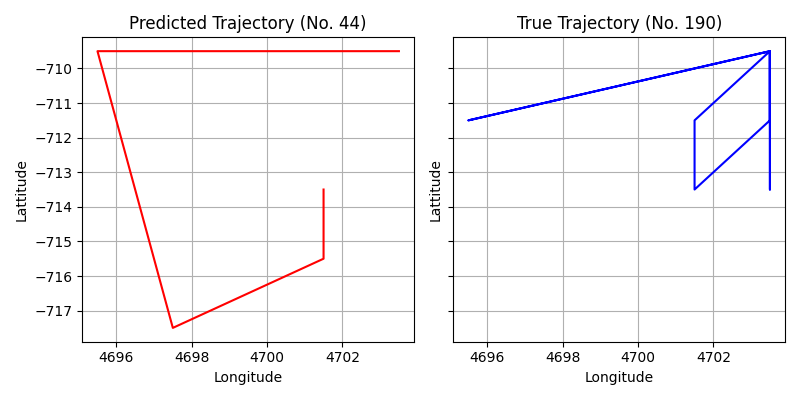 Predicted Trajectory (No. 44)
True Trajectory (No. 190)
Lattitude
−710
−711
−712
−713
−714
−715
−716
−717
4696
4698
4700
4702
Longitude
Lattitude
4696
4698
4700
4702
Longitude